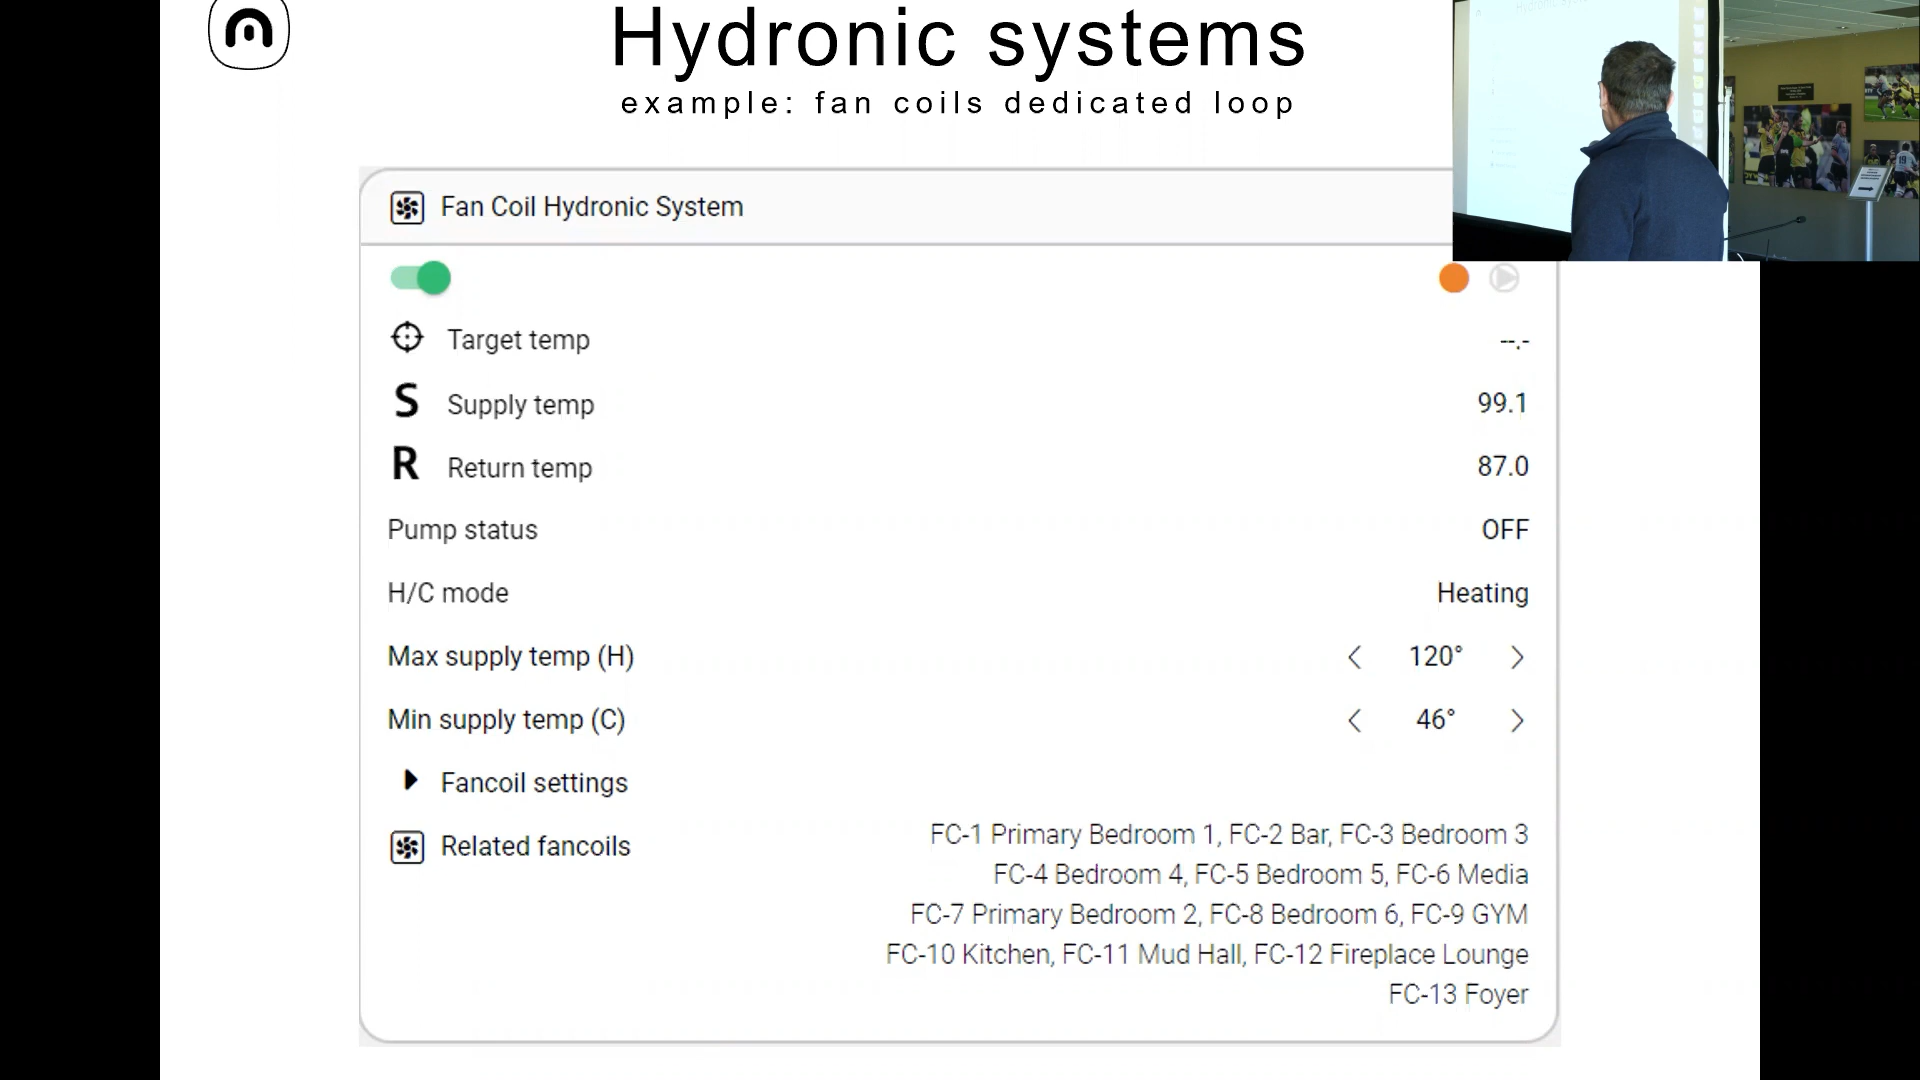 Hydronic systems
example: fan coils dedicated loop
Fan Coil Hydronic System
Target temp --.-
S Supply temp 99.1
R Return temp 87.0
Pump status OFF
H/C mode Heating
Max supply temp (H) 120°
Min supply temp (C) 46°
Fancoil settings
Related fancoils
FC-1 Primary Bedroom 1, FC-2 Bar, FC-3 Bedroom 3
FC-4 Bedroom 4, FC-5 Bedroom 5, FC-6 Media
FC-7 Primary Bedroom 2, FC-8 Bedroom 6, FC-9 GYM
FC-10 Kitchen, FC-11 Mud Hall, FC-12 Fireplace Lounge
FC-13 Foyer